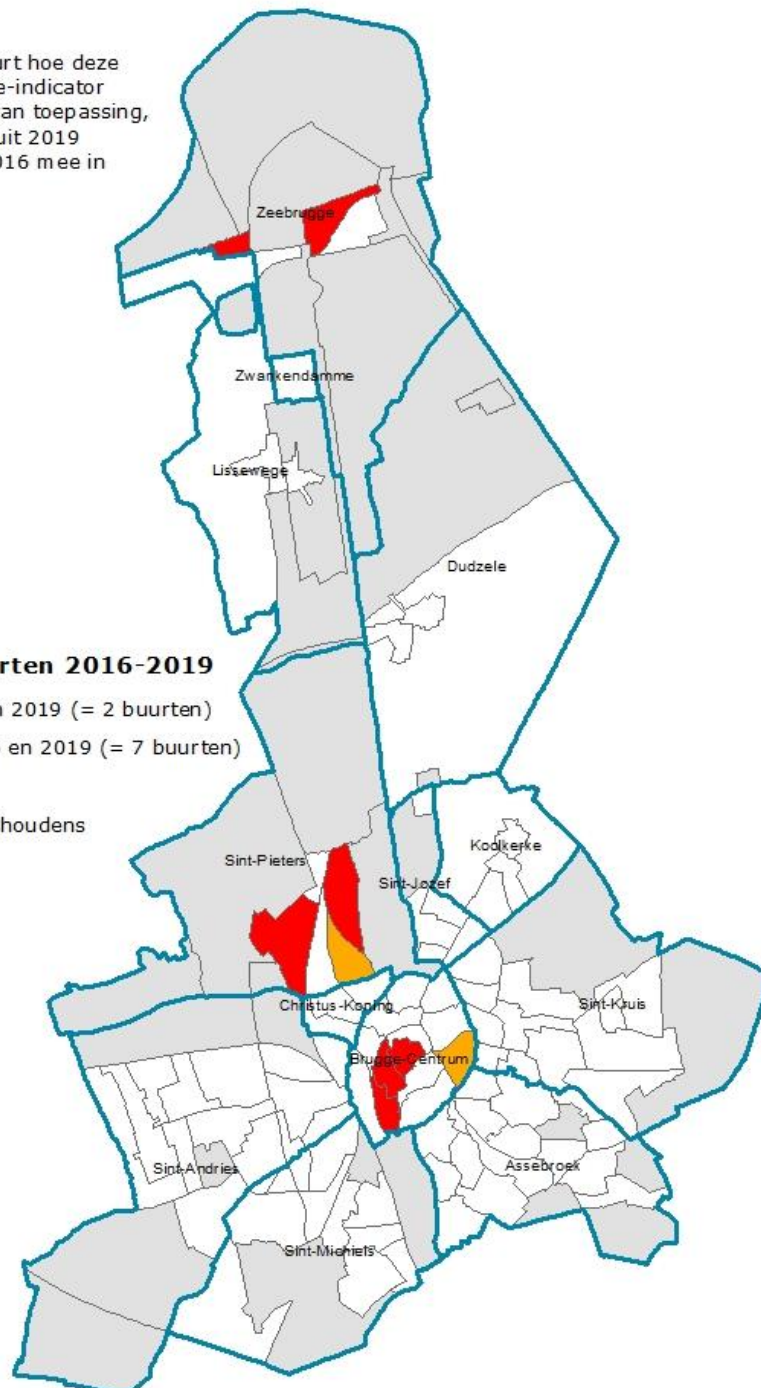 rt hoe deze
e-indicator
an toepassing,
uit 2019
016 mee in
Zeebrugge
Zwankendamme
Lissewege
Dudzele
rten 2016-2019
n 2019 (= 2 buurten)
en 2019 (= 7 buurten)
houdens
Koolkerke
Sint-Pieters
Sint-Jozef
Christus-Koning
Sint-Kruis
Brugge-Centrum
Sint-Andries
Assebroek
Sint-Michiels